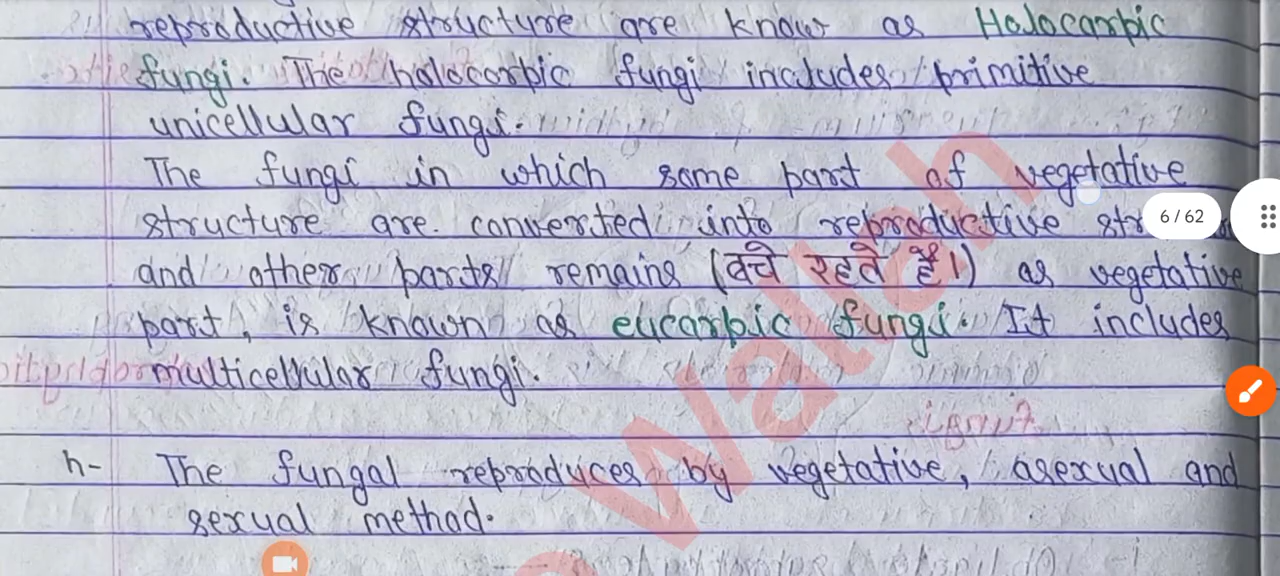 reproductive structure are know as Holocarpic
fungi. The holocarpic fungi includes primitive
unicellular fungi.
The fungi in which some part of vegetative
structure are converted into reproductive str
6 / 62
and other parts remains (बचे रहते हैं।) as vegetative
part, is known as eucarpic fungi. It includes
multicellular fungi.
h- The fungal reproduces by vegetative, asexual and
sexual method.
Wallah